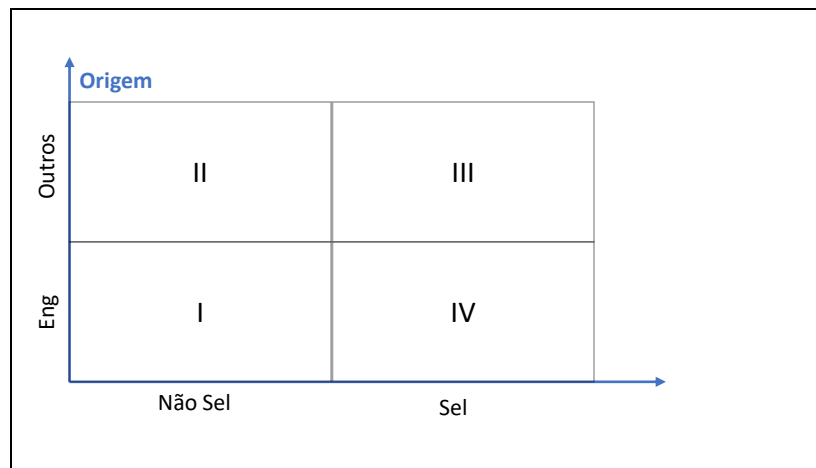 Origem
Outros
II
III
Eng
I
IV
Não Sel
Sel